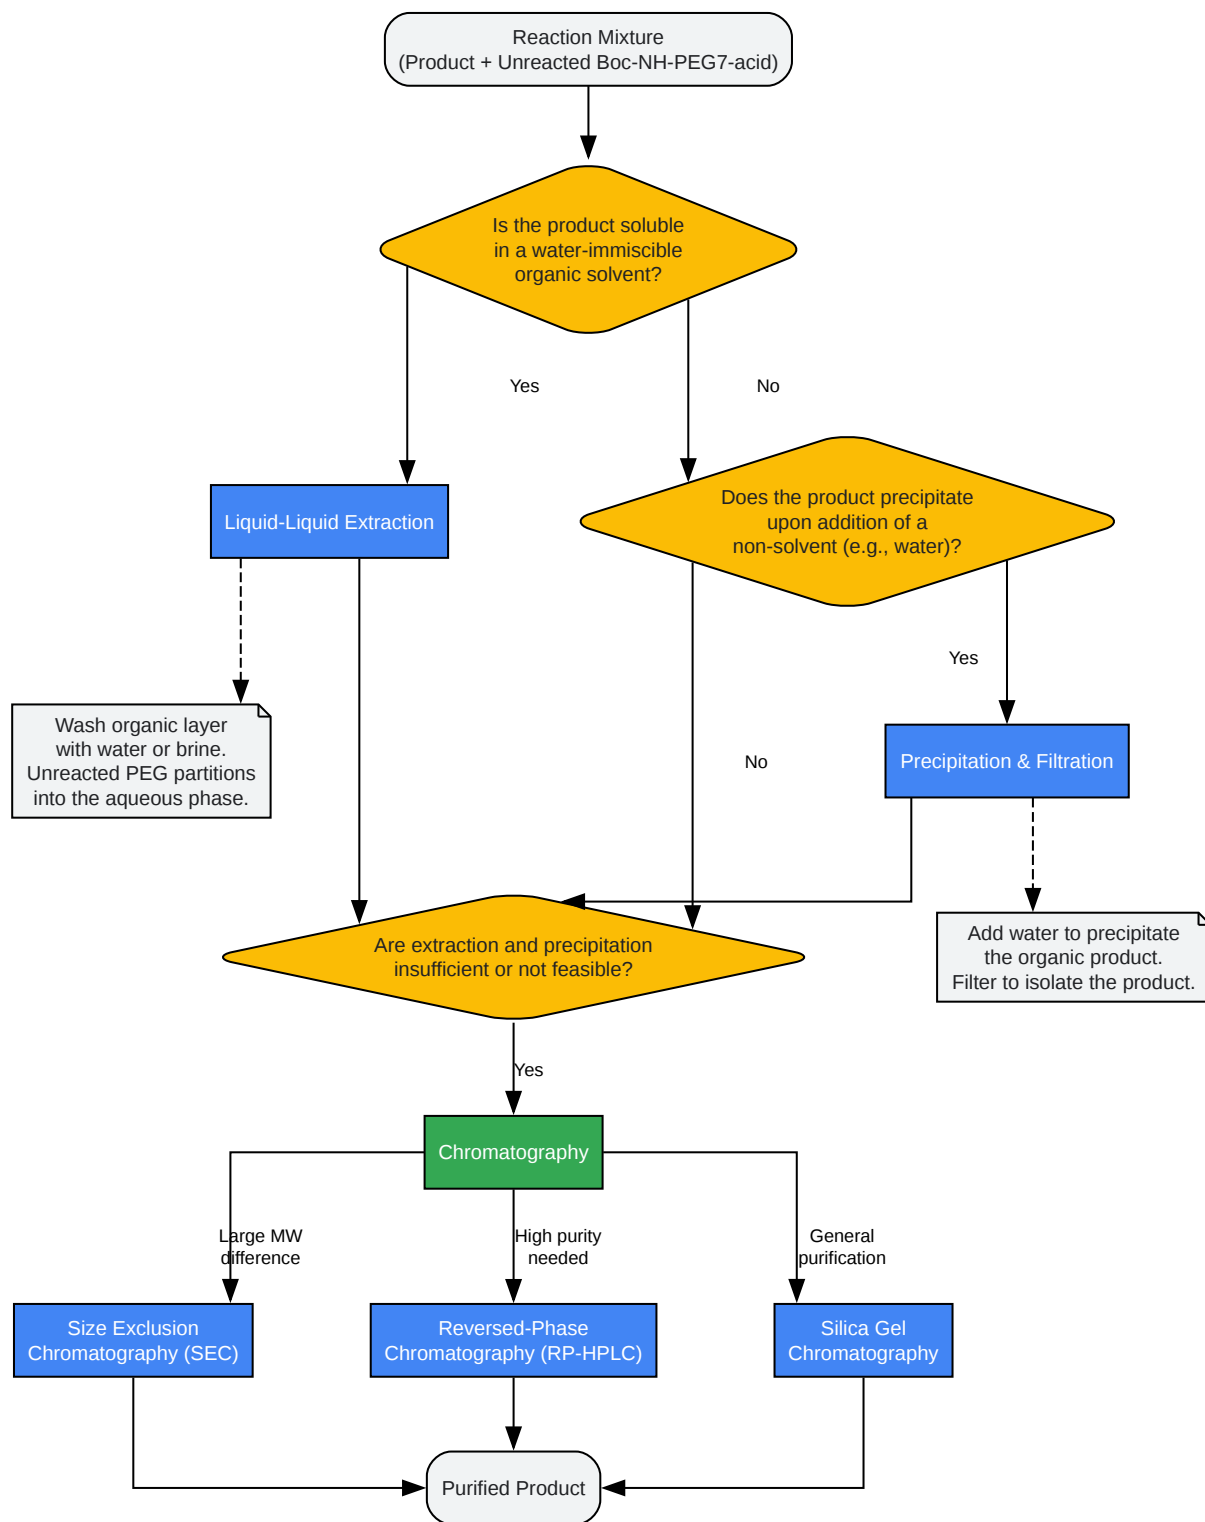 Reaction Mixture
(Product + Unreacted Boc-NH-PEG7-acid)
Is the product soluble
in a water-immiscible
organic solvent?
Yes
No
Liquid-Liquid Extraction
Does the product precipitate
upon addition of a
non-solvent (e.g., water)?
Yes
Wash organic layer
with water or brine.
Unreacted PEG partitions
into the aqueous phase.
No
Precipitation & Filtration
Are extraction and precipitation
insufficient or not feasible?
Add water to precipitate
the organic product.
Filter to isolate the product.
Yes
Chromatography
Large MW
difference
High purity
needed
General
purification
Size Exclusion
Chromatography (SEC)
Reversed-Phase
Chromatography (RP-HPLC)
Silica Gel
Chromatography
Purified Product